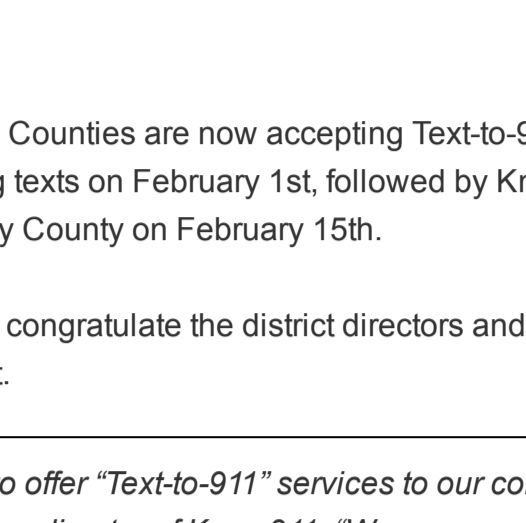 Counties are now accepting Text-to-9
g texts on February 1st, followed by Kn
y County on February 15th.
congratulate the district directors and
t.
to offer “Text-to-911” services to our co